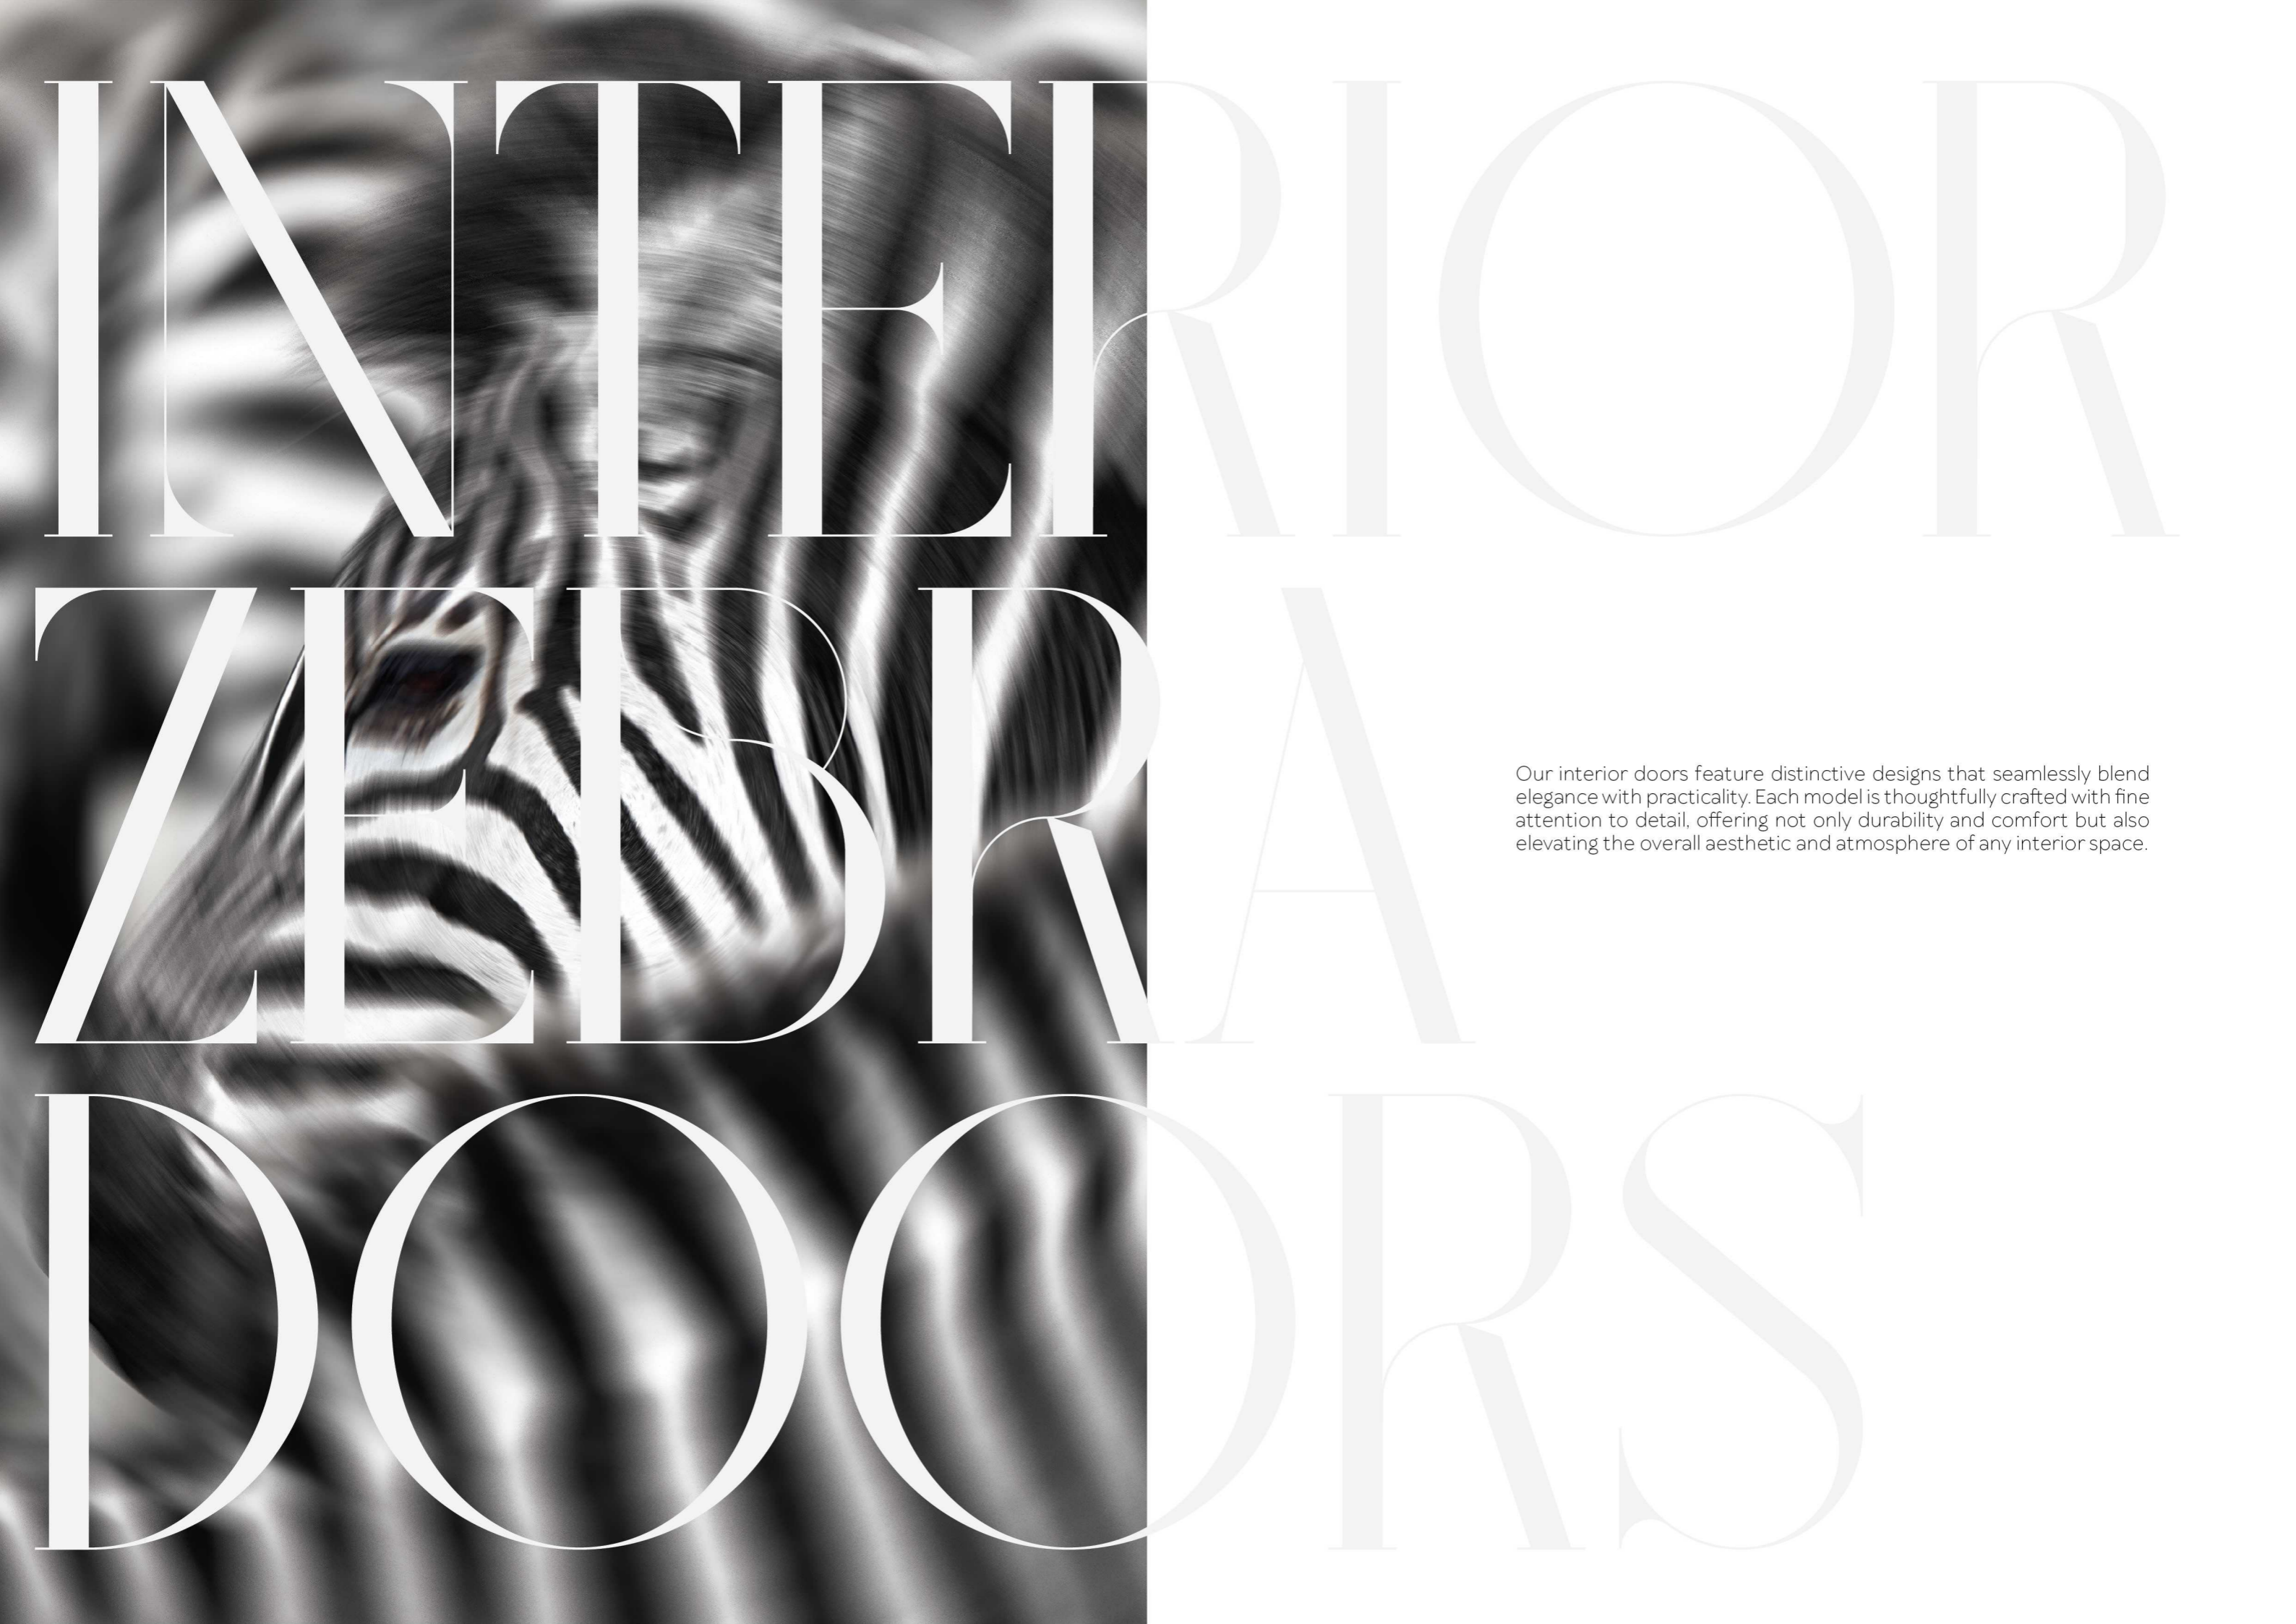 INTERIOR
ZEBRA
DOORS
Our interior doors feature distinctive designs that seamlessly blend
elegance with practicality. Each model is thoughtfully crafted with fine
attention to detail, offering not only durability and comfort but also
elevating the overall aesthetic and atmosphere of any interior space.